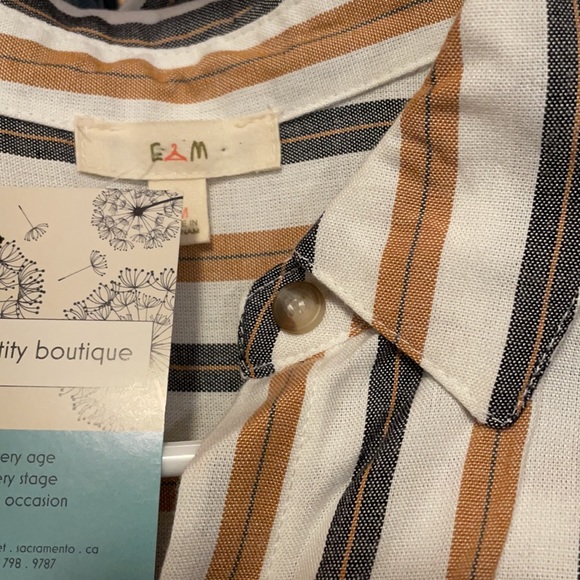 E M
M
tity boutique
ery age
ery stage
occasion
et . sacramento . ca
798 . 9787